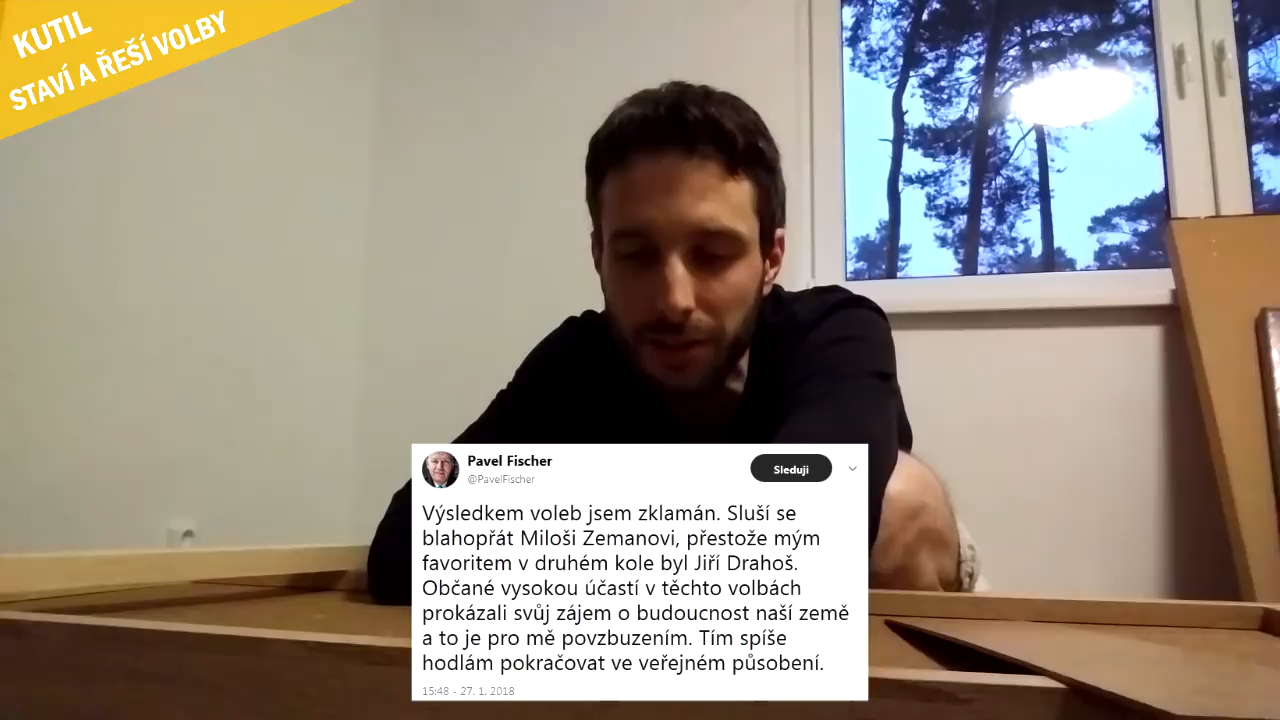 KUTIL
STAVÍ A ŘEŠÍ VOLBY
Pavel Fischer
@PavelFischer
Sleduji
Výsledkem voleb jsem zklamán. Sluší se
blahopřát Miloši Zemanovi, přestože mým
favoritem v druhém kole byl Jiří Drahoš.
Občané vysokou účastí v těchto volbách
prokázali svůj zájem o budoucnost naší země
a to je pro mě povzbuzením. Tím spíše
hodlám pokračovat ve veřejném působení.
15:48 - 27. 1. 2018